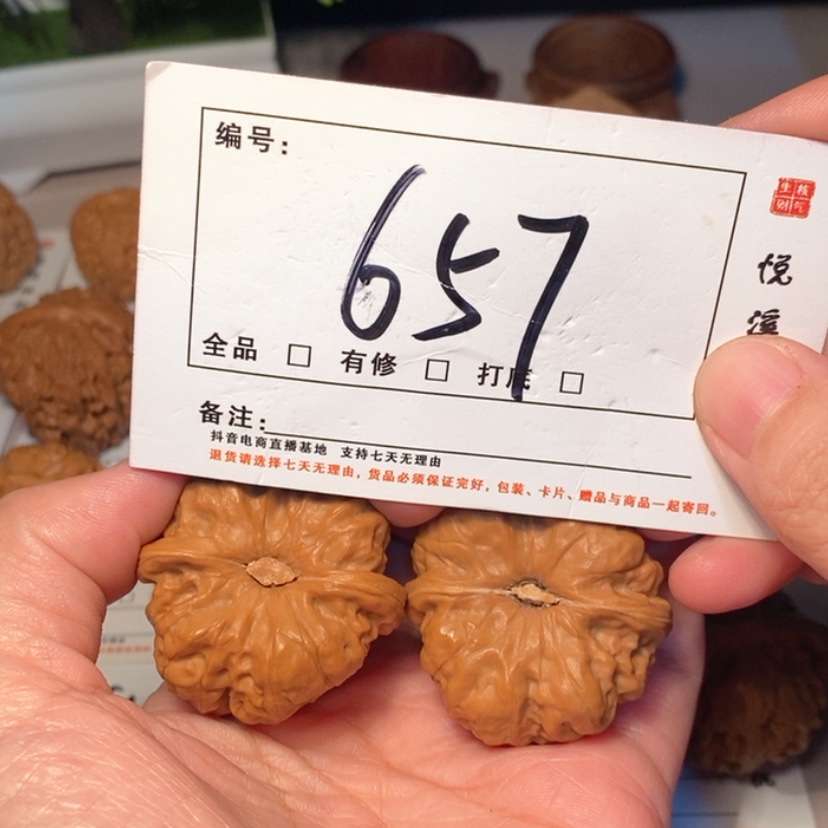 编号：
657
全品 □ 有修 □ 打底 □
备注：
抖音电商直播基地 支持七天无理由
退货请选择七天无理由，货品必须保证完好，包装、卡片、赠品与商品一起寄回。
悦
溪